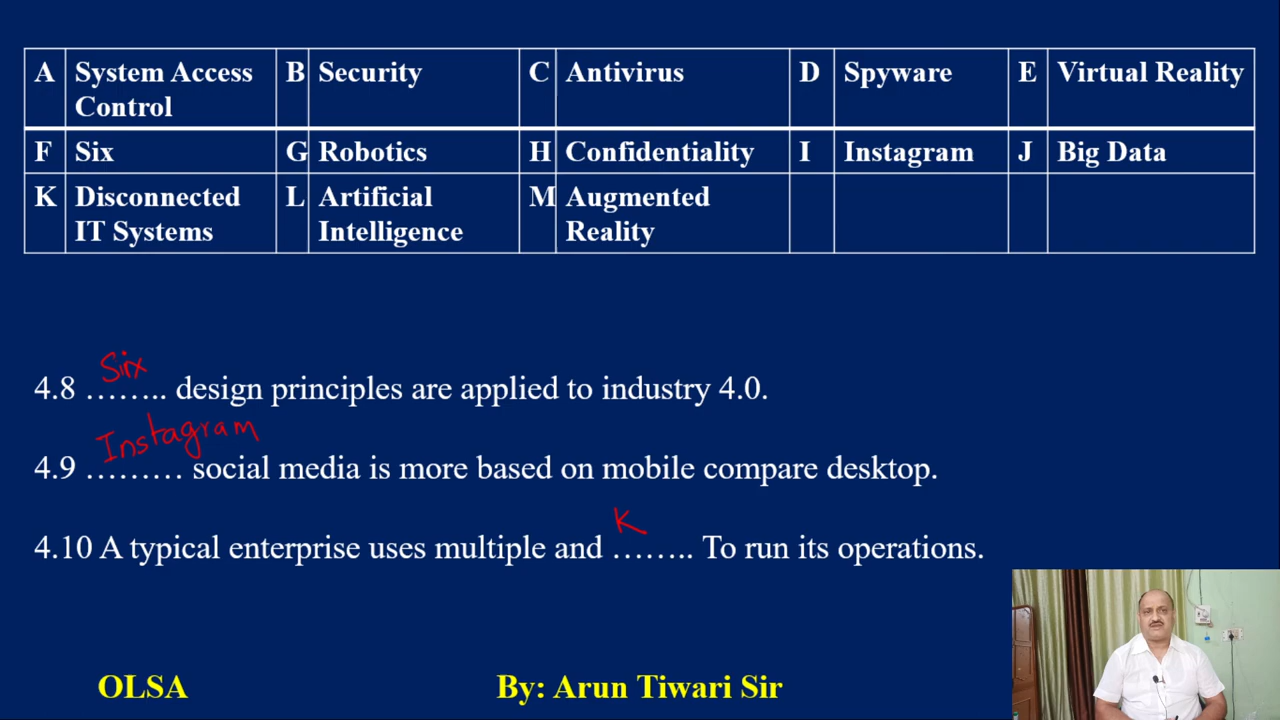 A System Access Control B Security C Antivirus D Spyware E Virtual Reality
F Six G Robotics H Confidentiality I Instagram J Big Data
K Disconnected IT Systems L Artificial Intelligence M Augmented Reality
Six
4.8 …….. design principles are applied to industry 4.0.
Instagram
4.9 ……… social media is more based on mobile compare desktop.
K
4.10 A typical enterprise uses multiple and …….. To run its operations.
OLSA By: Arun Tiwari Sir